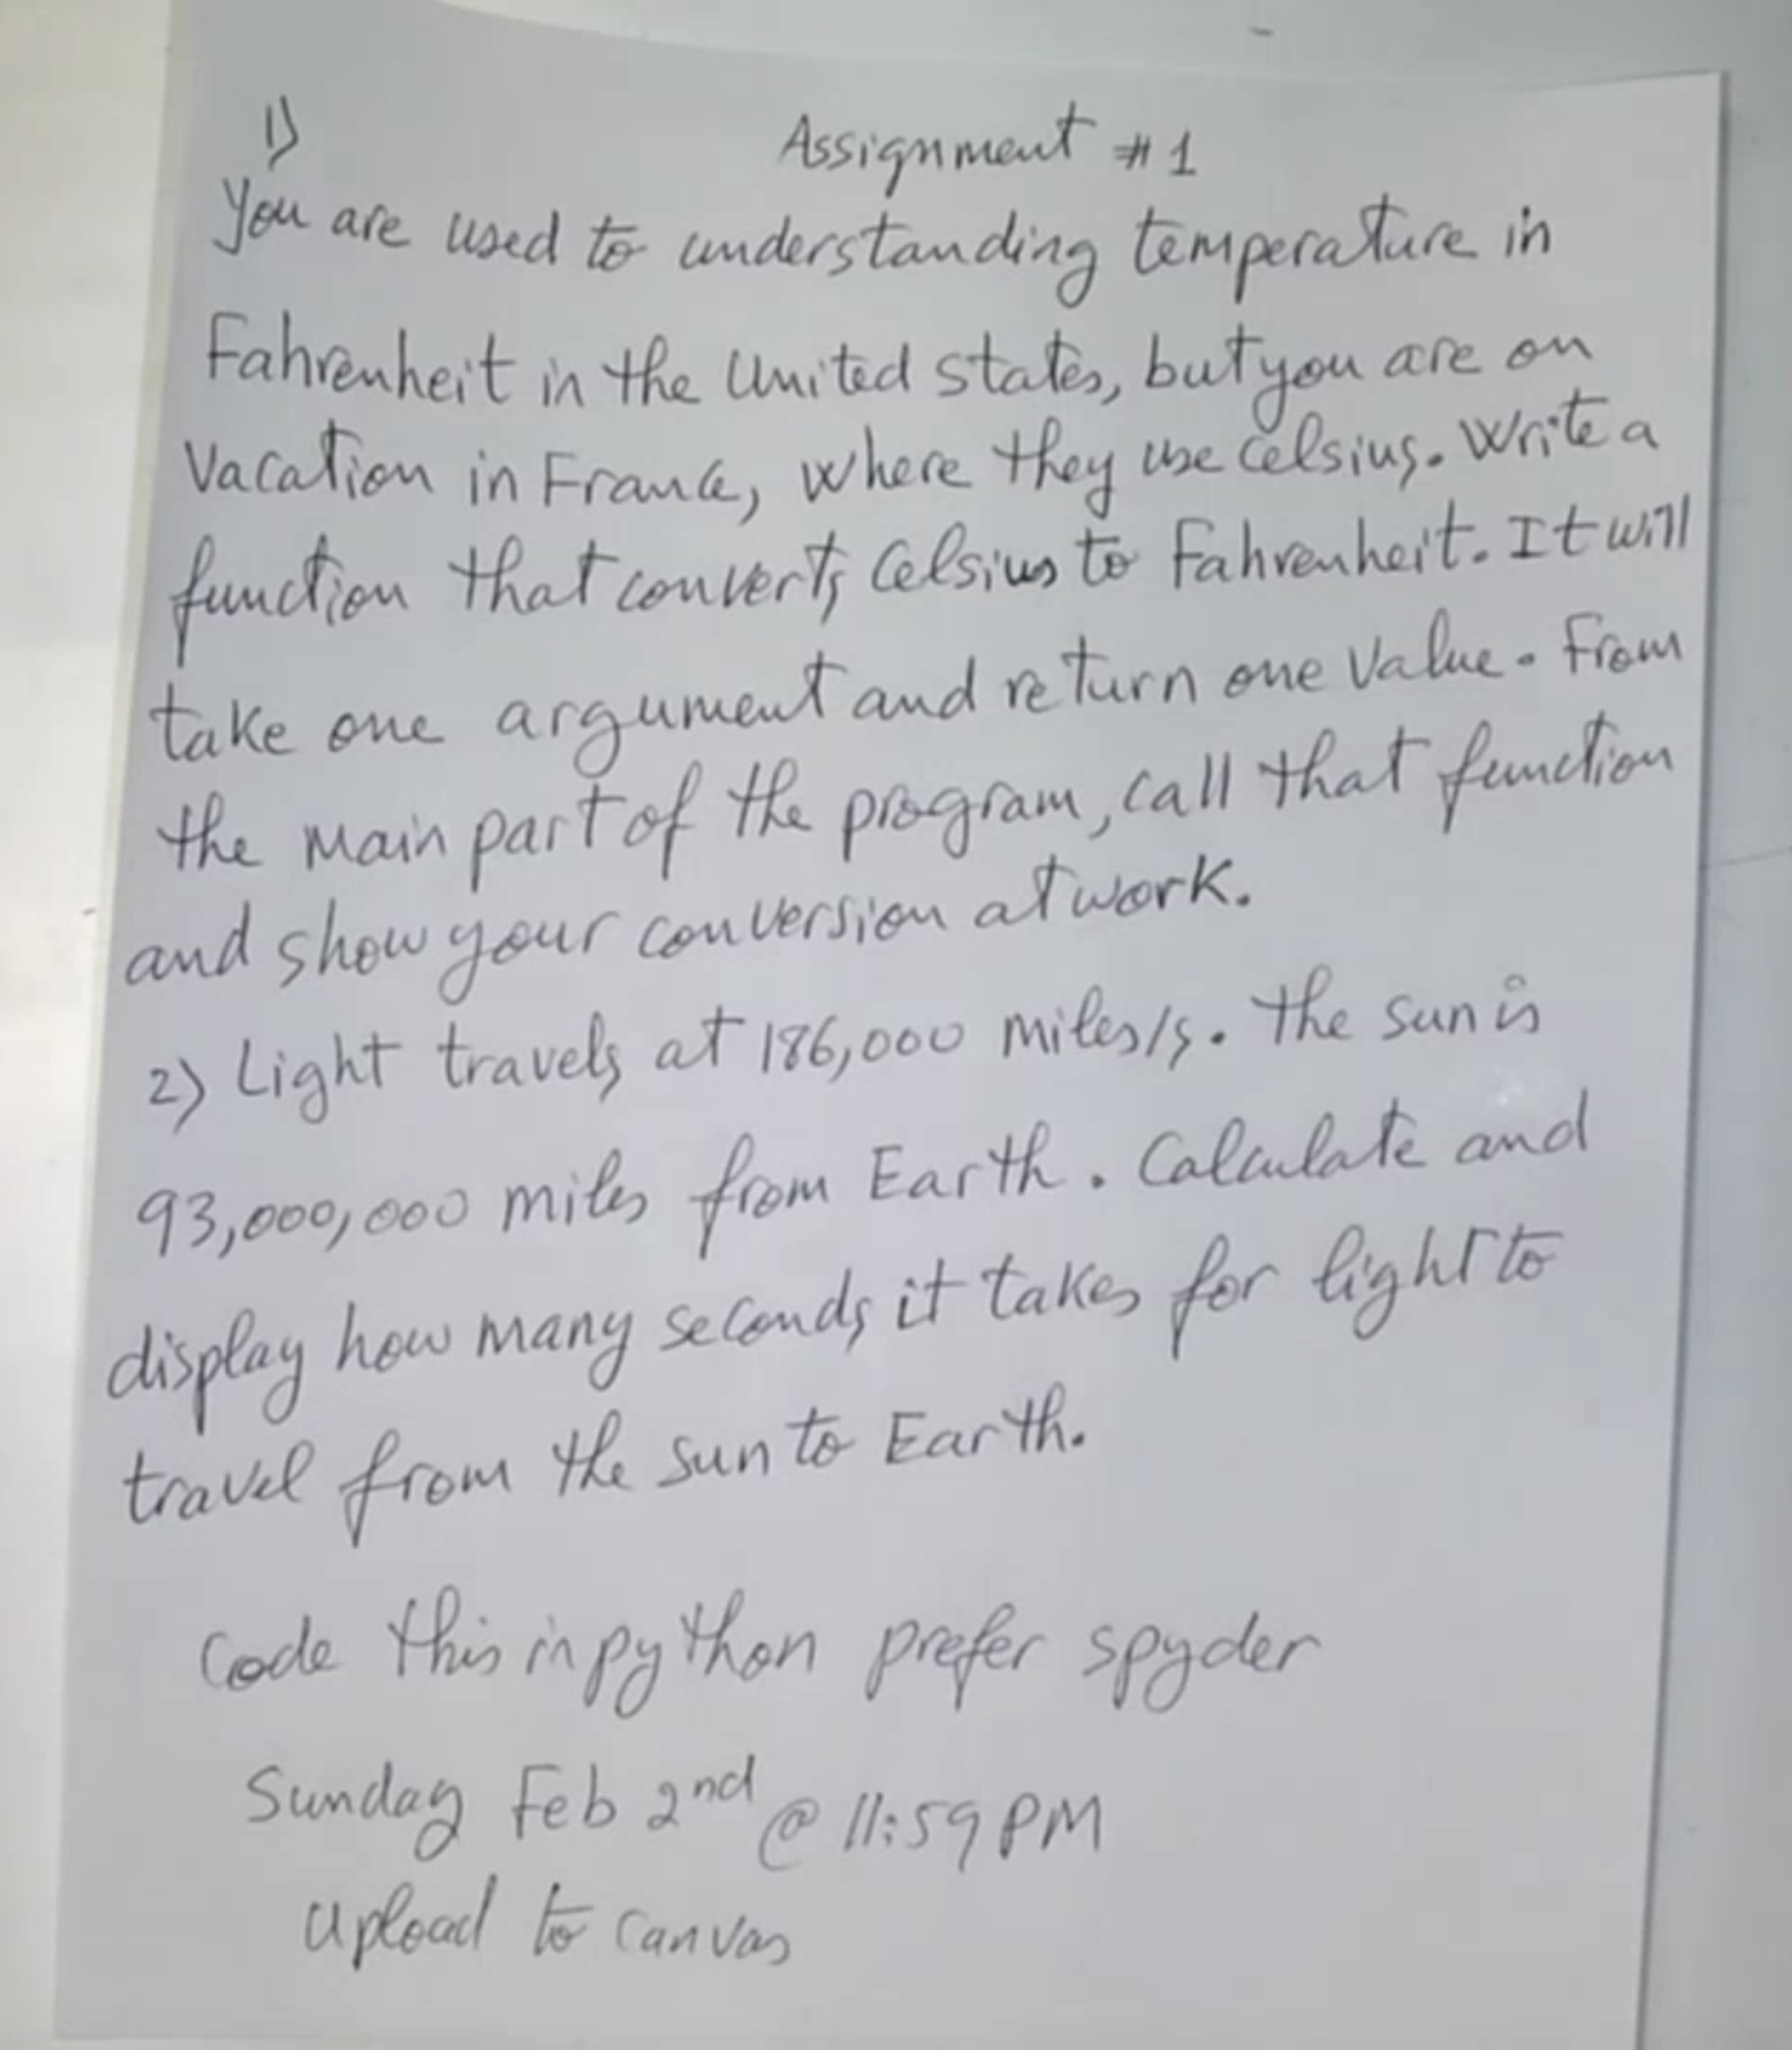 1) Assignment #1
You are used to understanding temperature in
Fahrenheit in the United States, but you are on
Vacation in France, where they use Celsius. Write a
function that converts Celsius to Fahrenheit. It will
take one argument and return one Value. From
the main part of the program, call that function
and show your conversion at work.
2) Light travels at 186,000 miles/s. The sun is
93,000,000 miles from Earth. Calculate and
display how many seconds it takes for light to
travel from the sun to Earth.
Code this in python prefer spyder
Sunday Feb 2nd @ 11:59 PM
Upload to Canvas